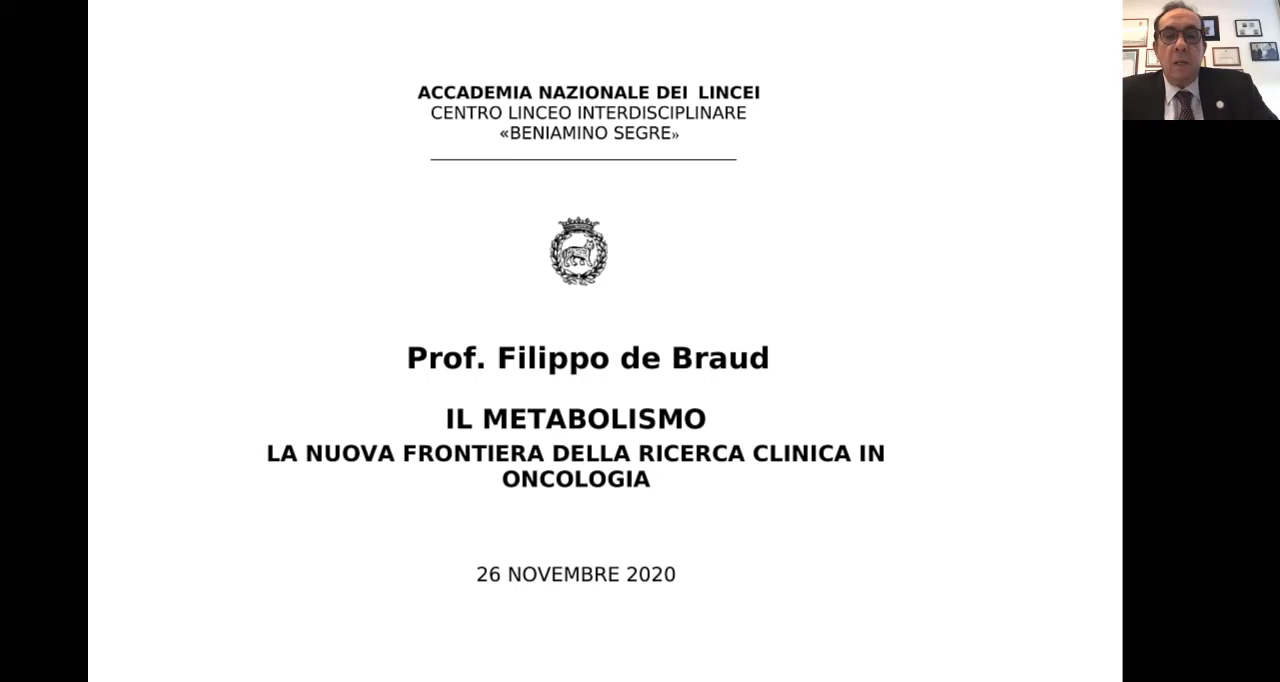 ACCADEMIA NAZIONALE DEI LINCEI
CENTRO LINCEO INTERDISCIPLINARE
«BENIAMINO SEGRE»
Prof. Filippo de Braud
IL METABOLISMO
LA NUOVA FRONTIERA DELLA RICERCA CLINICA IN
ONCOLOGIA
26 NOVEMBRE 2020